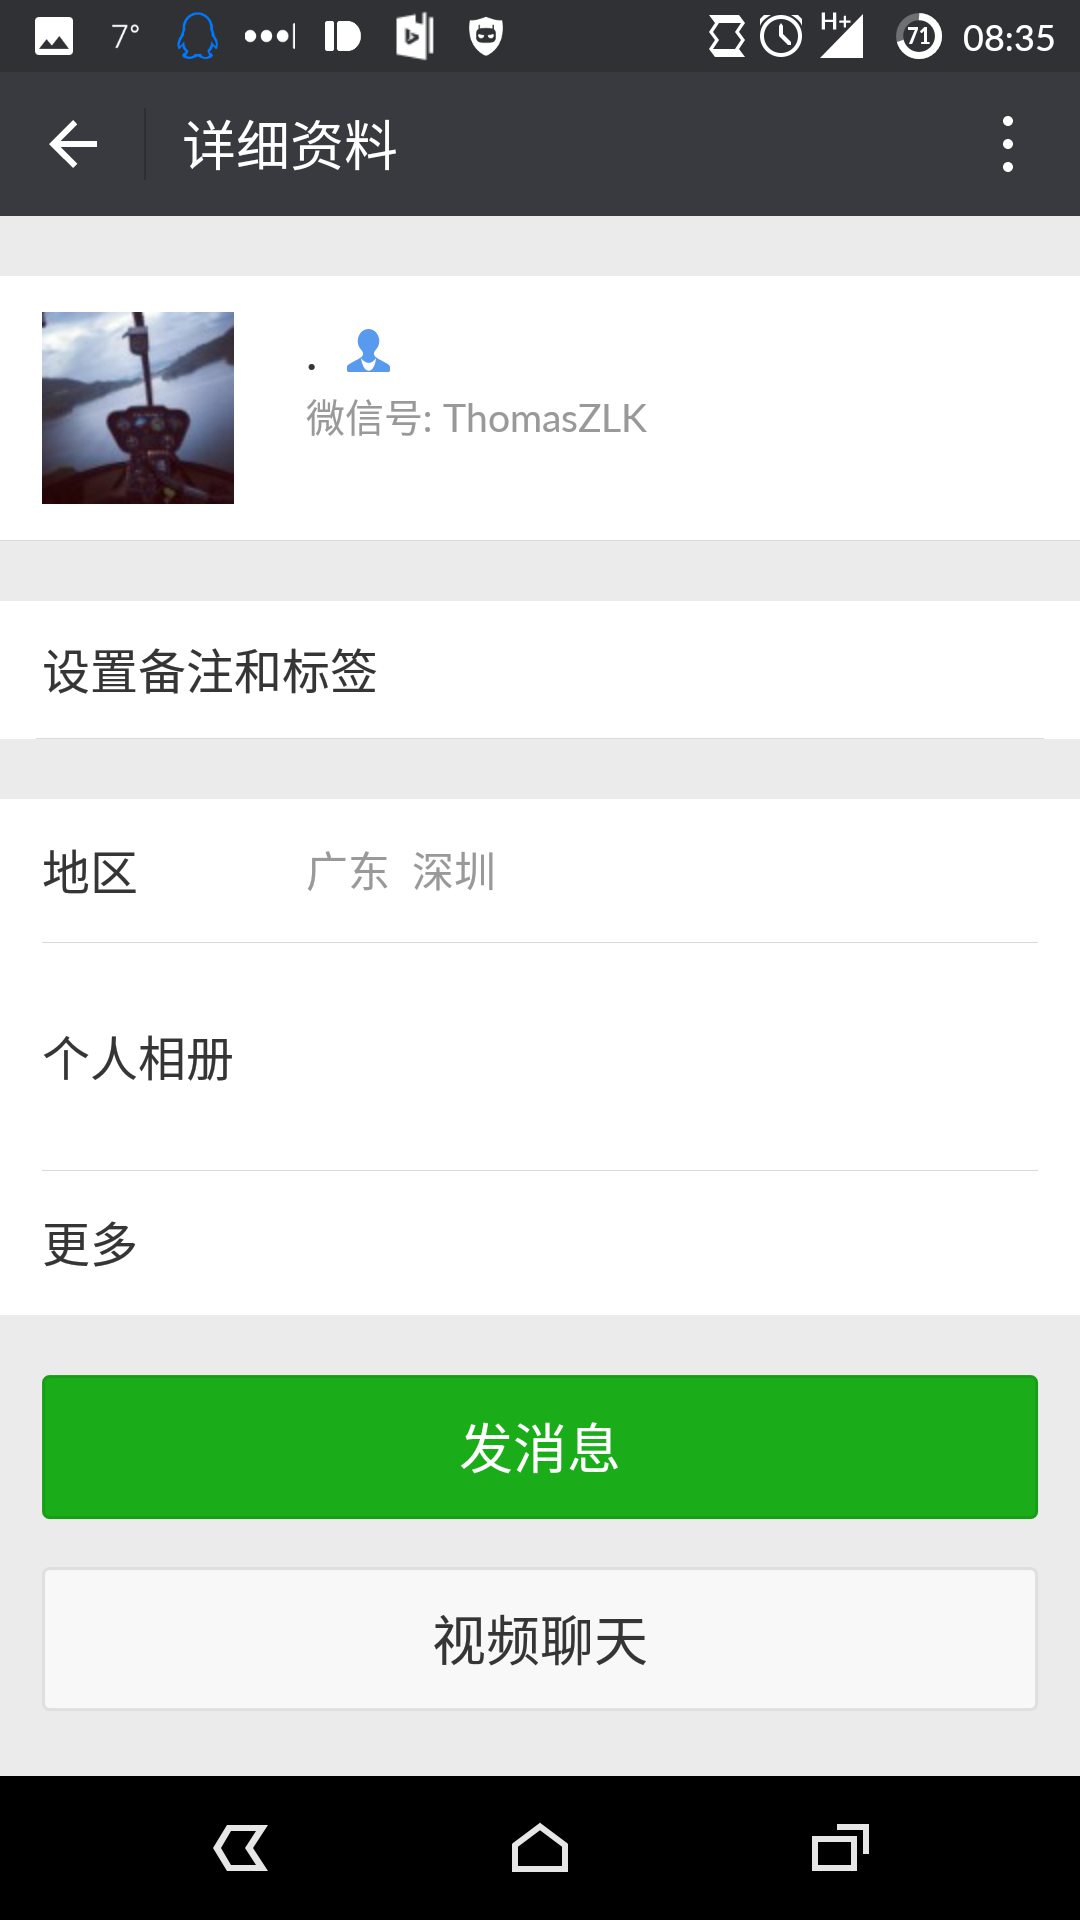 7° H+ 71 08:35
详细资料
.
微信号: ThomasZLK
设置备注和标签
地区 广东 深圳
个人相册
更多
发消息
视频聊天